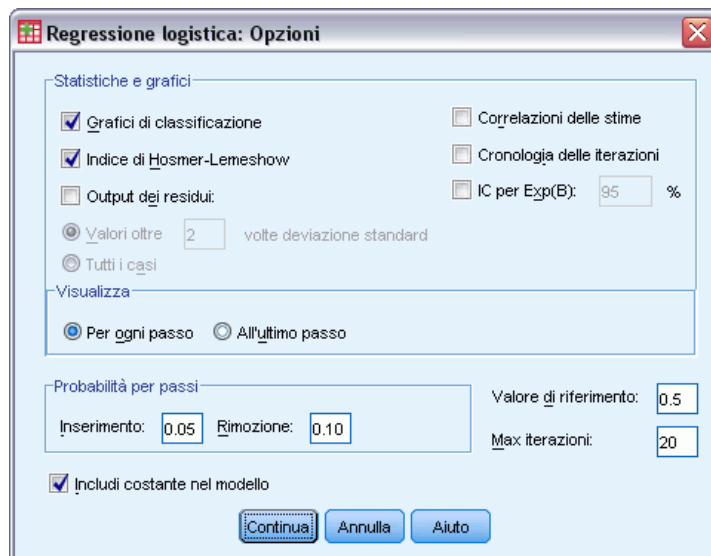 Regressione logistica: Opzioni
Statistiche e grafici
Grafici di classificazione
Correlazioni delle stime
Indice di Hosmer-Lemeshow
Cronologia delle iterazioni
Output dei residui:
IC per Exp(B): 95 %
Valori oltre 2 volte deviazione standard
Tutti i casi
Visualizza
Per ogni passo All'ultimo passo
Probabilità per passi
Inserimento: 0.05 Rimozione: 0.10
Valore di riferimento: 0.5
Max iterazioni: 20
Includi costante nel modello
Continua Annulla Aiuto